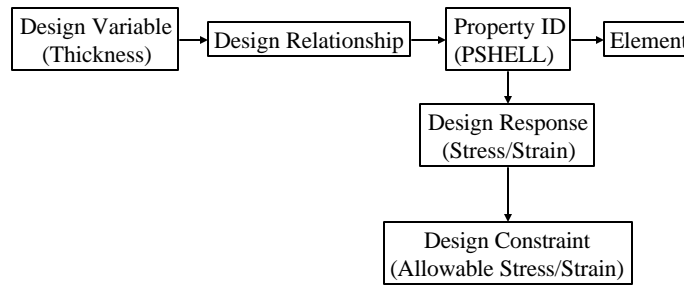 Design Variable
(Thickness)
Design Relationship
Property ID
(PSHELL)
Element
Design Response
(Stress/Strain)
Design Constraint
(Allowable Stress/Strain)